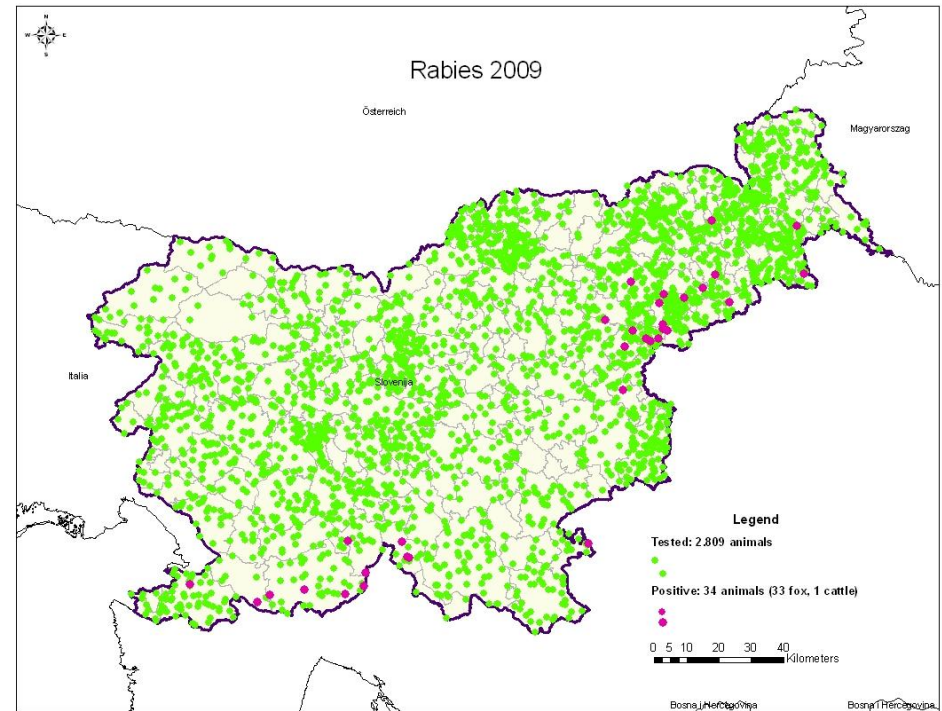 N
W E
S
Rabies 2009
Österreich
Magyarorszag
Italia
Slovenija
Legend
Tested: 2.809 animals
Positive: 34 animals (33 fox, 1 cattle)
0 5 10 20 30 40
Kilometers
Bosna i Hercegovina
Bosna i Hercegovina